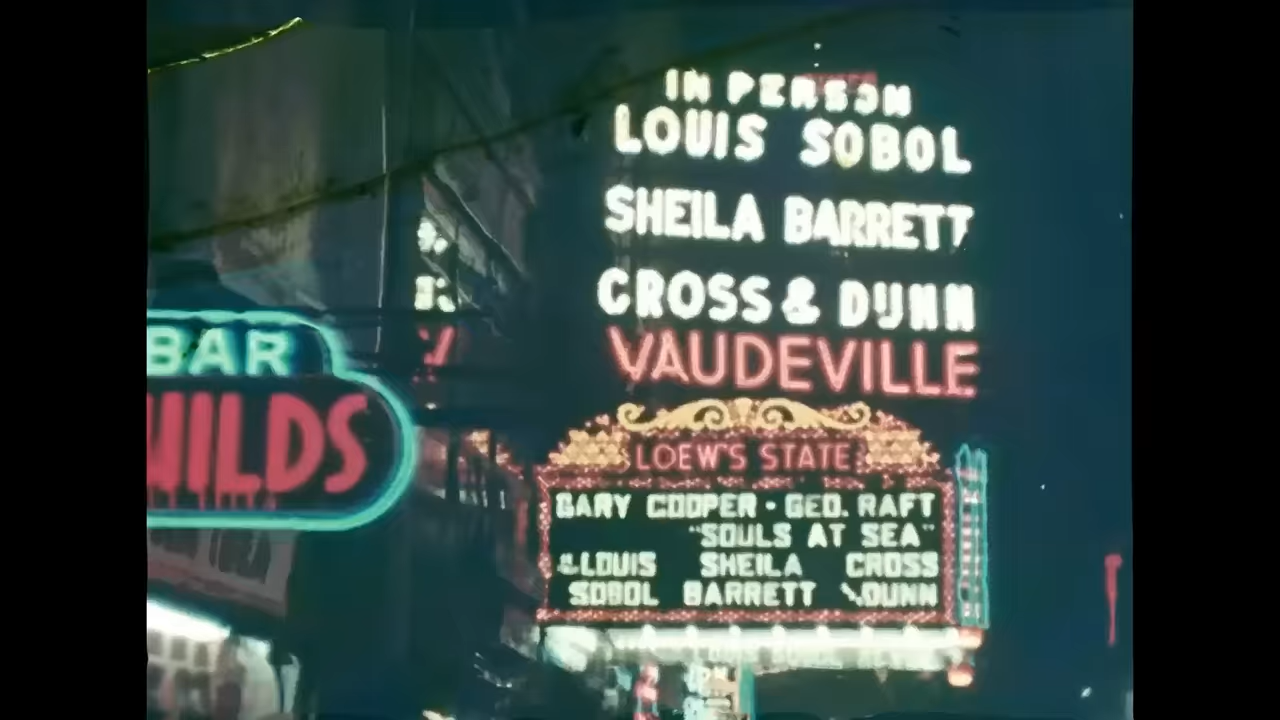 IN PERSON
LOUIS SOBOL
SHEILA BARRETT
CROSS & DUNN
VAUDEVILLE
LOEW'S STATE
GARY COOPER - GEO. RAFT
"SOULS AT SEA"
& LOUIS SHEILA CROSS
SOBOL BARRETT & DUNN
BAR
UILDS